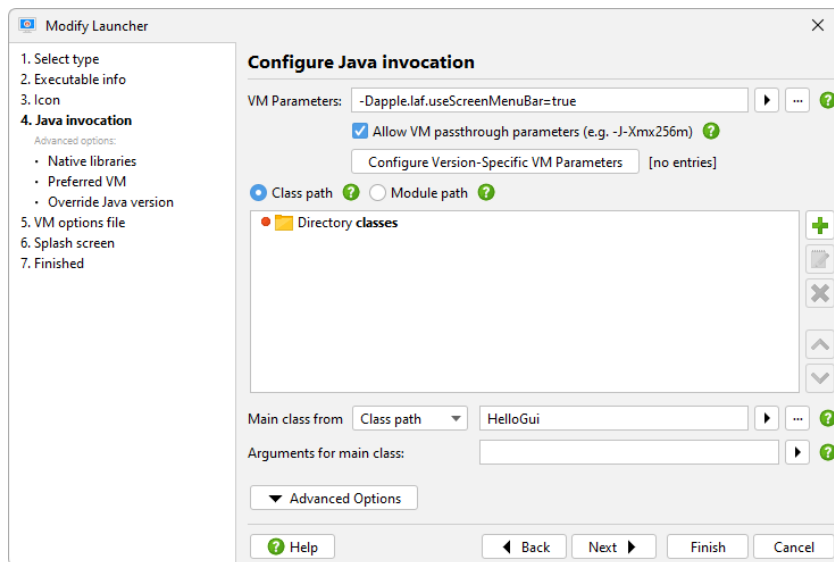 Modify Launcher
1. Select type
2. Executable info
3. Icon
4. Java invocation
Advanced options:
• Native libraries
• Preferred VM
• Override Java version
5. VM options file
6. Splash screen
7. Finished
Configure Java invocation
VM Parameters: -Dapple.laf.useScreenMenuBar=true ... ?
Allow VM passthrough parameters (e.g. -J-Xmx256m) ?
Configure Version-Specific VM Parameters [no entries]
Class path ? Module path ?
Directory classes
Main class from Class path HelloGui ... ?
Arguments for main class: ?
Advanced Options
? Help Back Next Finish Cancel